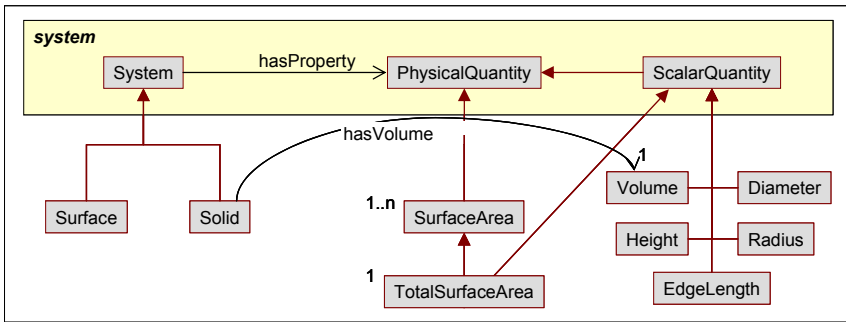 system
hasProperty
System
PhysicalQuantity
ScalarQuantity
hasVolume
1
Volume
Diameter
Surface
Solid
1..n
SurfaceArea
Height
Radius
1
TotalSurfaceArea
EdgeLength